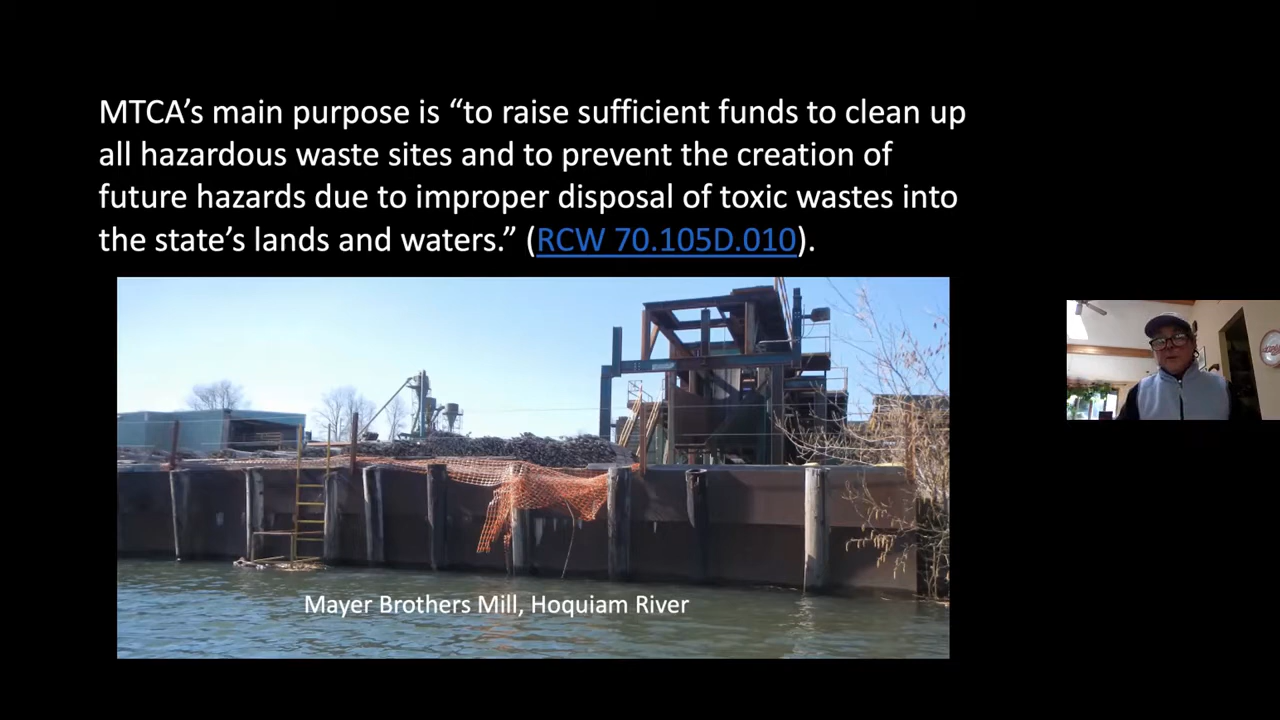 MTCA’s main purpose is “to raise sufficient funds to clean up
all hazardous waste sites and to prevent the creation of
future hazards due to improper disposal of toxic wastes into
the state’s lands and waters.” (RCW 70.105D.010).
Mayer Brothers Mill, Hoquiam River